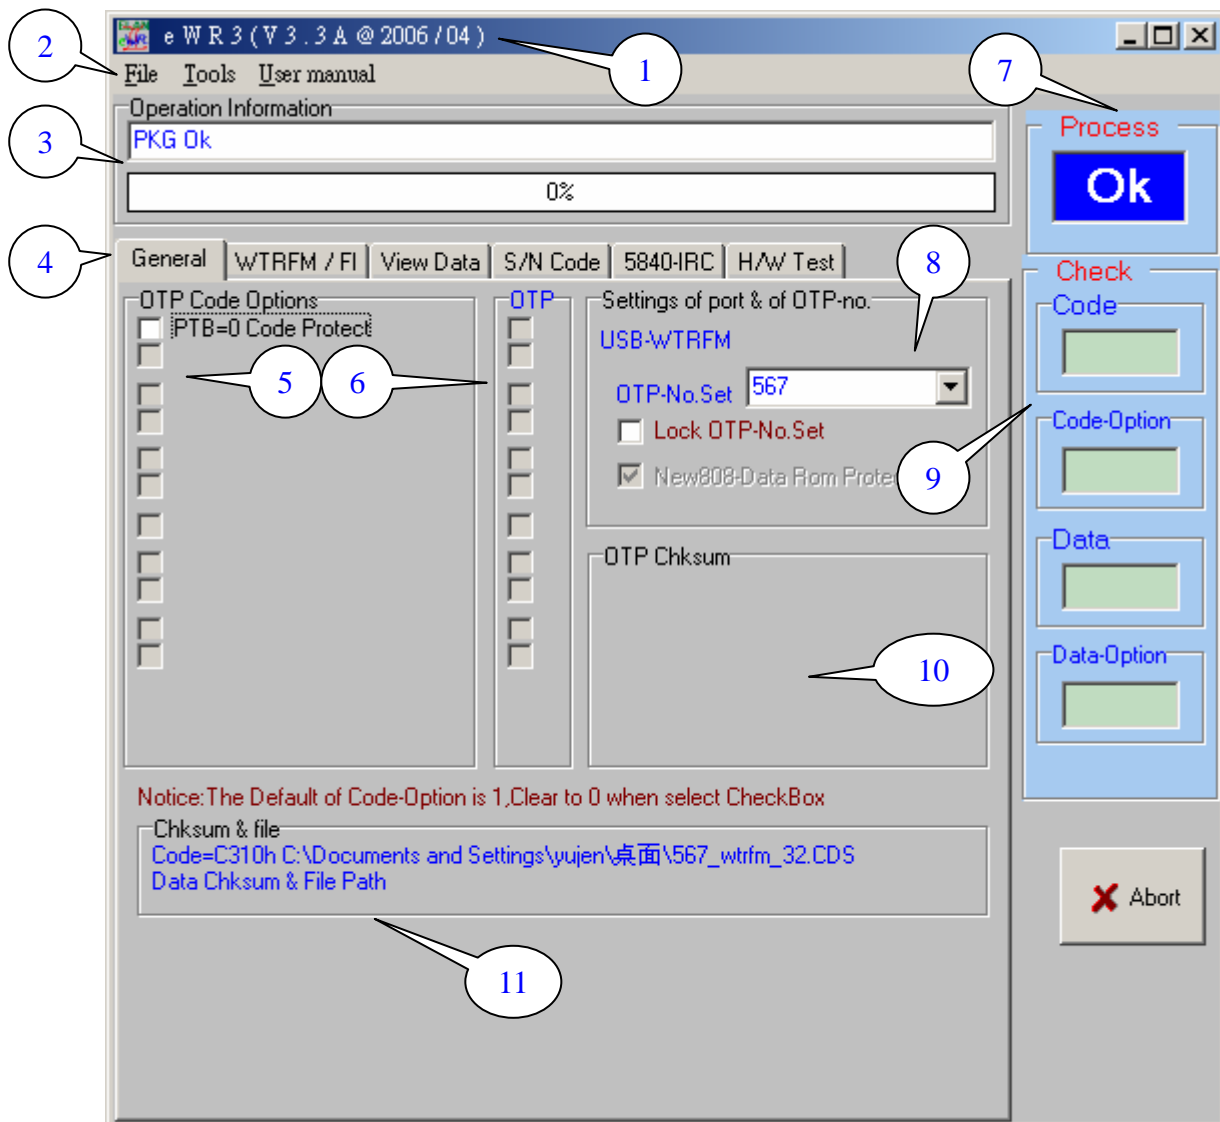 eWR3(V3.3A@2006/04)
1
2
7
File Tools User manual
Operation Information
PKG Ok
3
0%
Process
Ok
4
General WTRFM / FI View Data S/N Code 5840-IRC H/W Test
8
Check
OTP Code Options
PTB=0 Code Protect
5
6
OTP
Settings of port & of OTP-no.
USB-WTRFM
OTP-No.Set 567
Lock OTP-No.Set
New808-Data Rom
9
Code
Code-Option
Data
Data-Option
OTP Chksum
10
Notice:The Default of Code-Option is 1,Clear to 0 when select CheckBox
Chksum & file
Code=C310h C:\Documents and Settings\yujen\桌面\567_wtrfm_32.CDS
Data Chksum & File Path
Abort
11